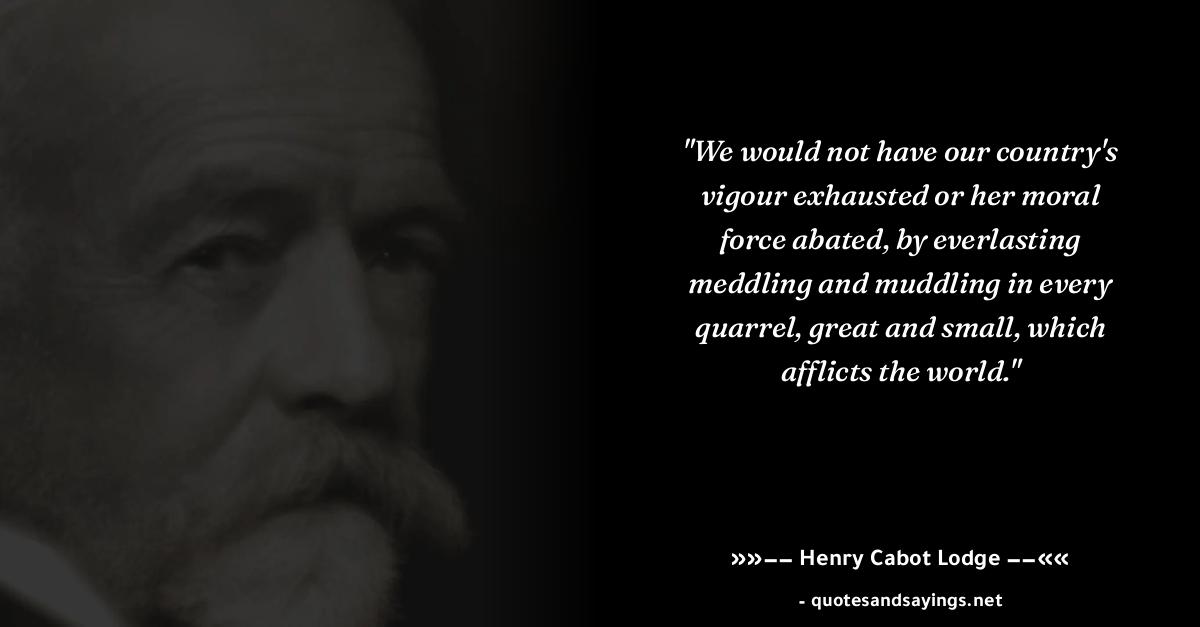 "We would not have our country's
vigour exhausted or her moral
force abated, by everlasting
meddling and muddling in every
quarrel, great and small, which
afflicts the world."
»»−− Henry Cabot Lodge −−««
- quotesandsayings.net